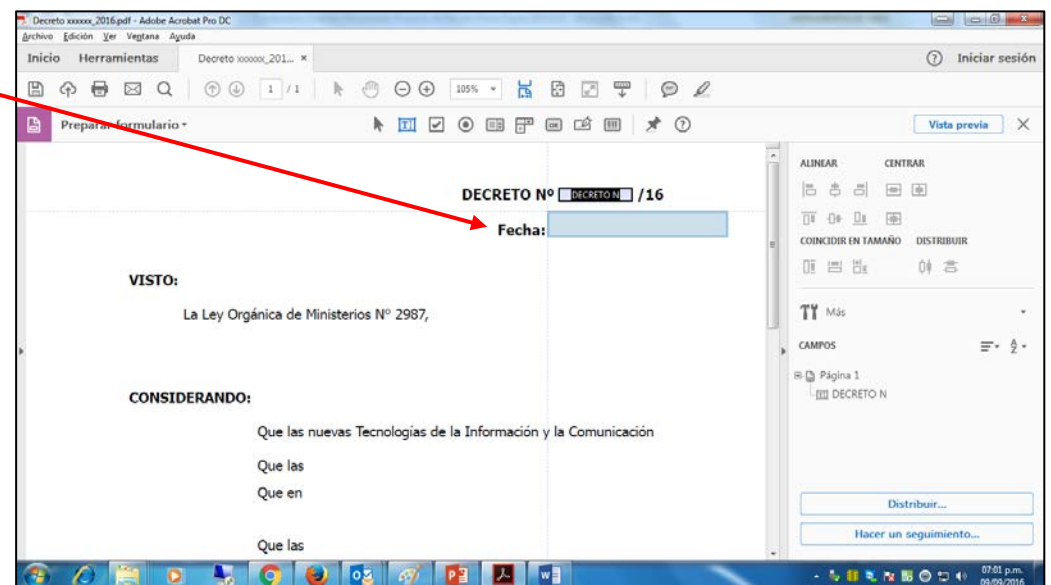 Decreto xxxxxx_2016.pdf - Adobe Acrobat Pro DC
Archivo Edición Ver Ventana Ayuda
Inicio Herramientas Decreto xxxxxx_201... × Iniciar sesión
1 / 1 105%
Preparar formulario Vista previa
DECRETO Nº DECRETO N /16
Fecha:
VISTO:
La Ley Orgánica de Ministerios Nº 2987,
CONSIDERANDO:
Que las nuevas Tecnologías de la Información y la Comunicación
Que las
Que en
Que las
ALINEAR CENTRAR
COINCIDIR EN TAMAÑO DISTRIBUIR
Más
CAMPOS
Página 1
DECRETO N
Distribuir...
Hacer un seguimiento...
07:01 p.m.
09/09/2016